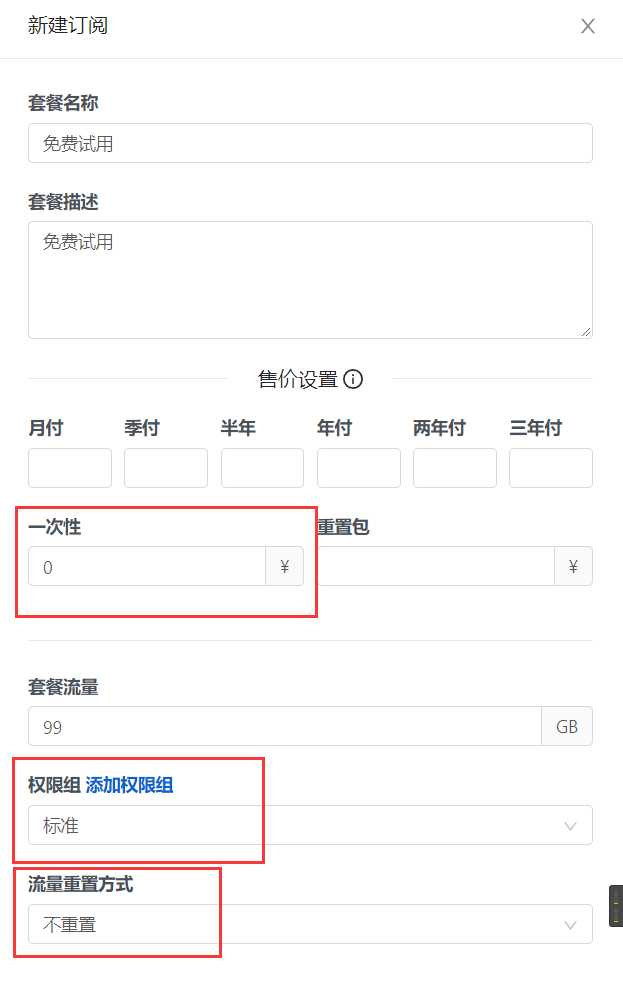 新建订阅
套餐名称
免费试用
套餐描述
免费试用
售价设置
月付 季付 半年 年付 两年付 三年付
一次性 重置包
0 ¥ ¥
套餐流量
99 GB
权限组 添加权限组
标准
流量重置方式
不重置